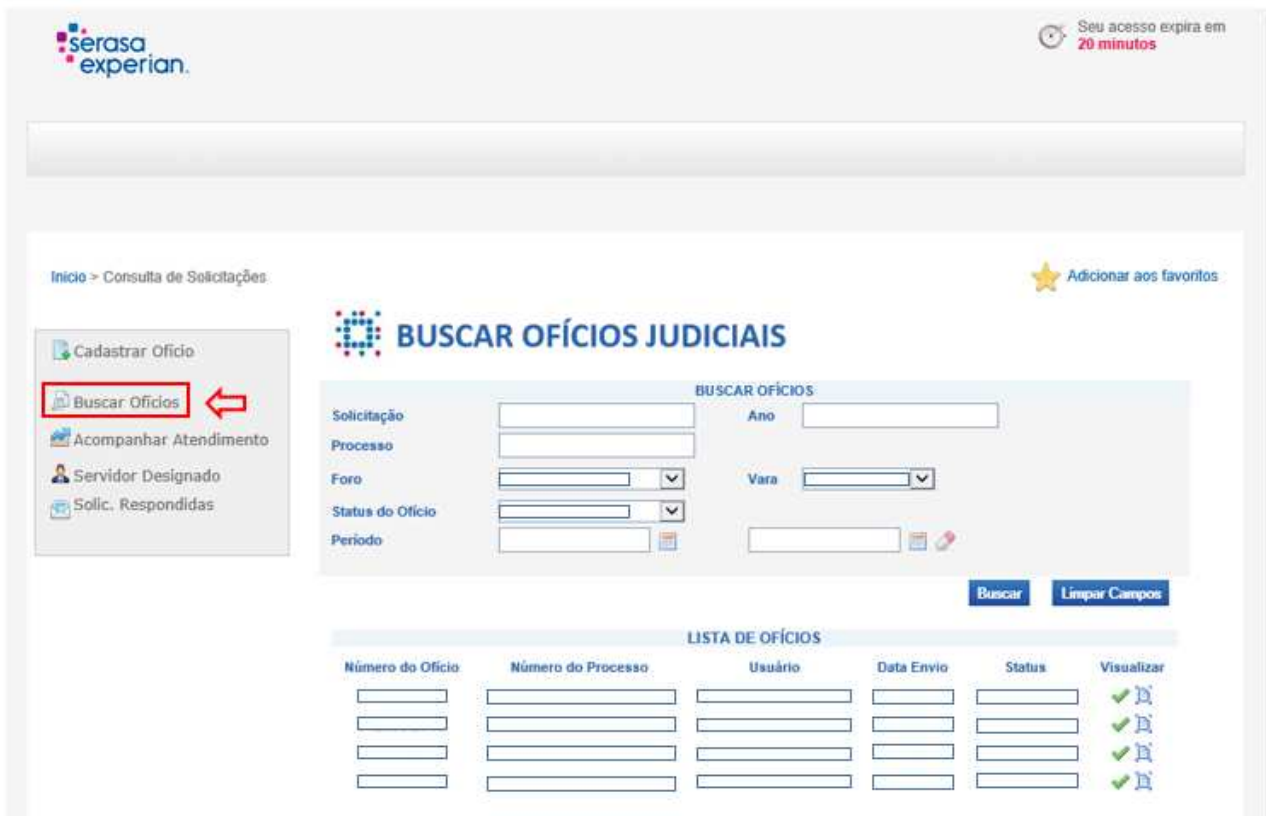 serasa
experian.
Seu acesso expira em
20 minutos
Início > Consulta de Solicitações
Adicionar aos favoritos
Cadastrar Ofício
Buscar Ofícios
Acompanhar Atendimento
Servidor Designado
Solic. Respondidas
BUSCAR OFÍCIOS JUDICIAIS
BUSCAR OFÍCIOS
Solicitação Ano
Processo
Foro Vara
Status do Ofício
Período
Buscar Limpar Campos
LISTA DE OFÍCIOS
Número do Ofício Número do Processo Usuário Data Envio Status Visualizar